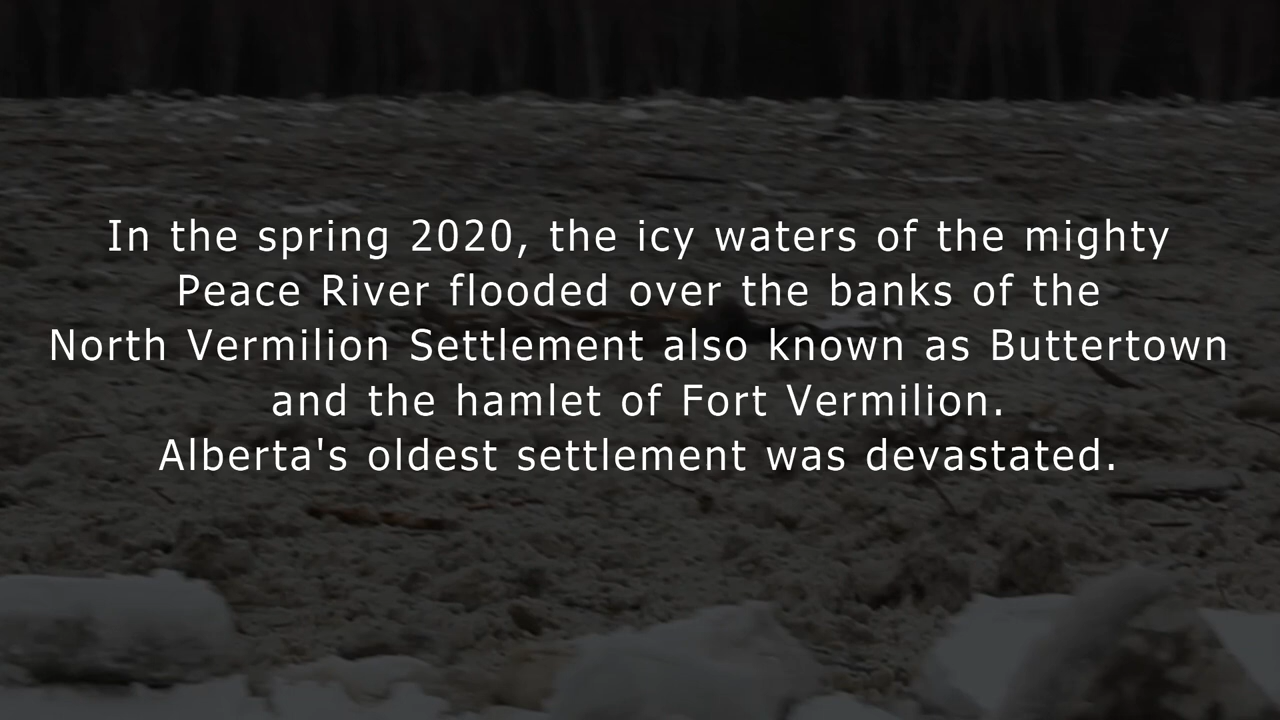 In the spring 2020, the icy waters of the mighty
Peace River flooded over the banks of the
North Vermilion Settlement also known as Buttertown
and the hamlet of Fort Vermilion.
Alberta's oldest settlement was devastated.